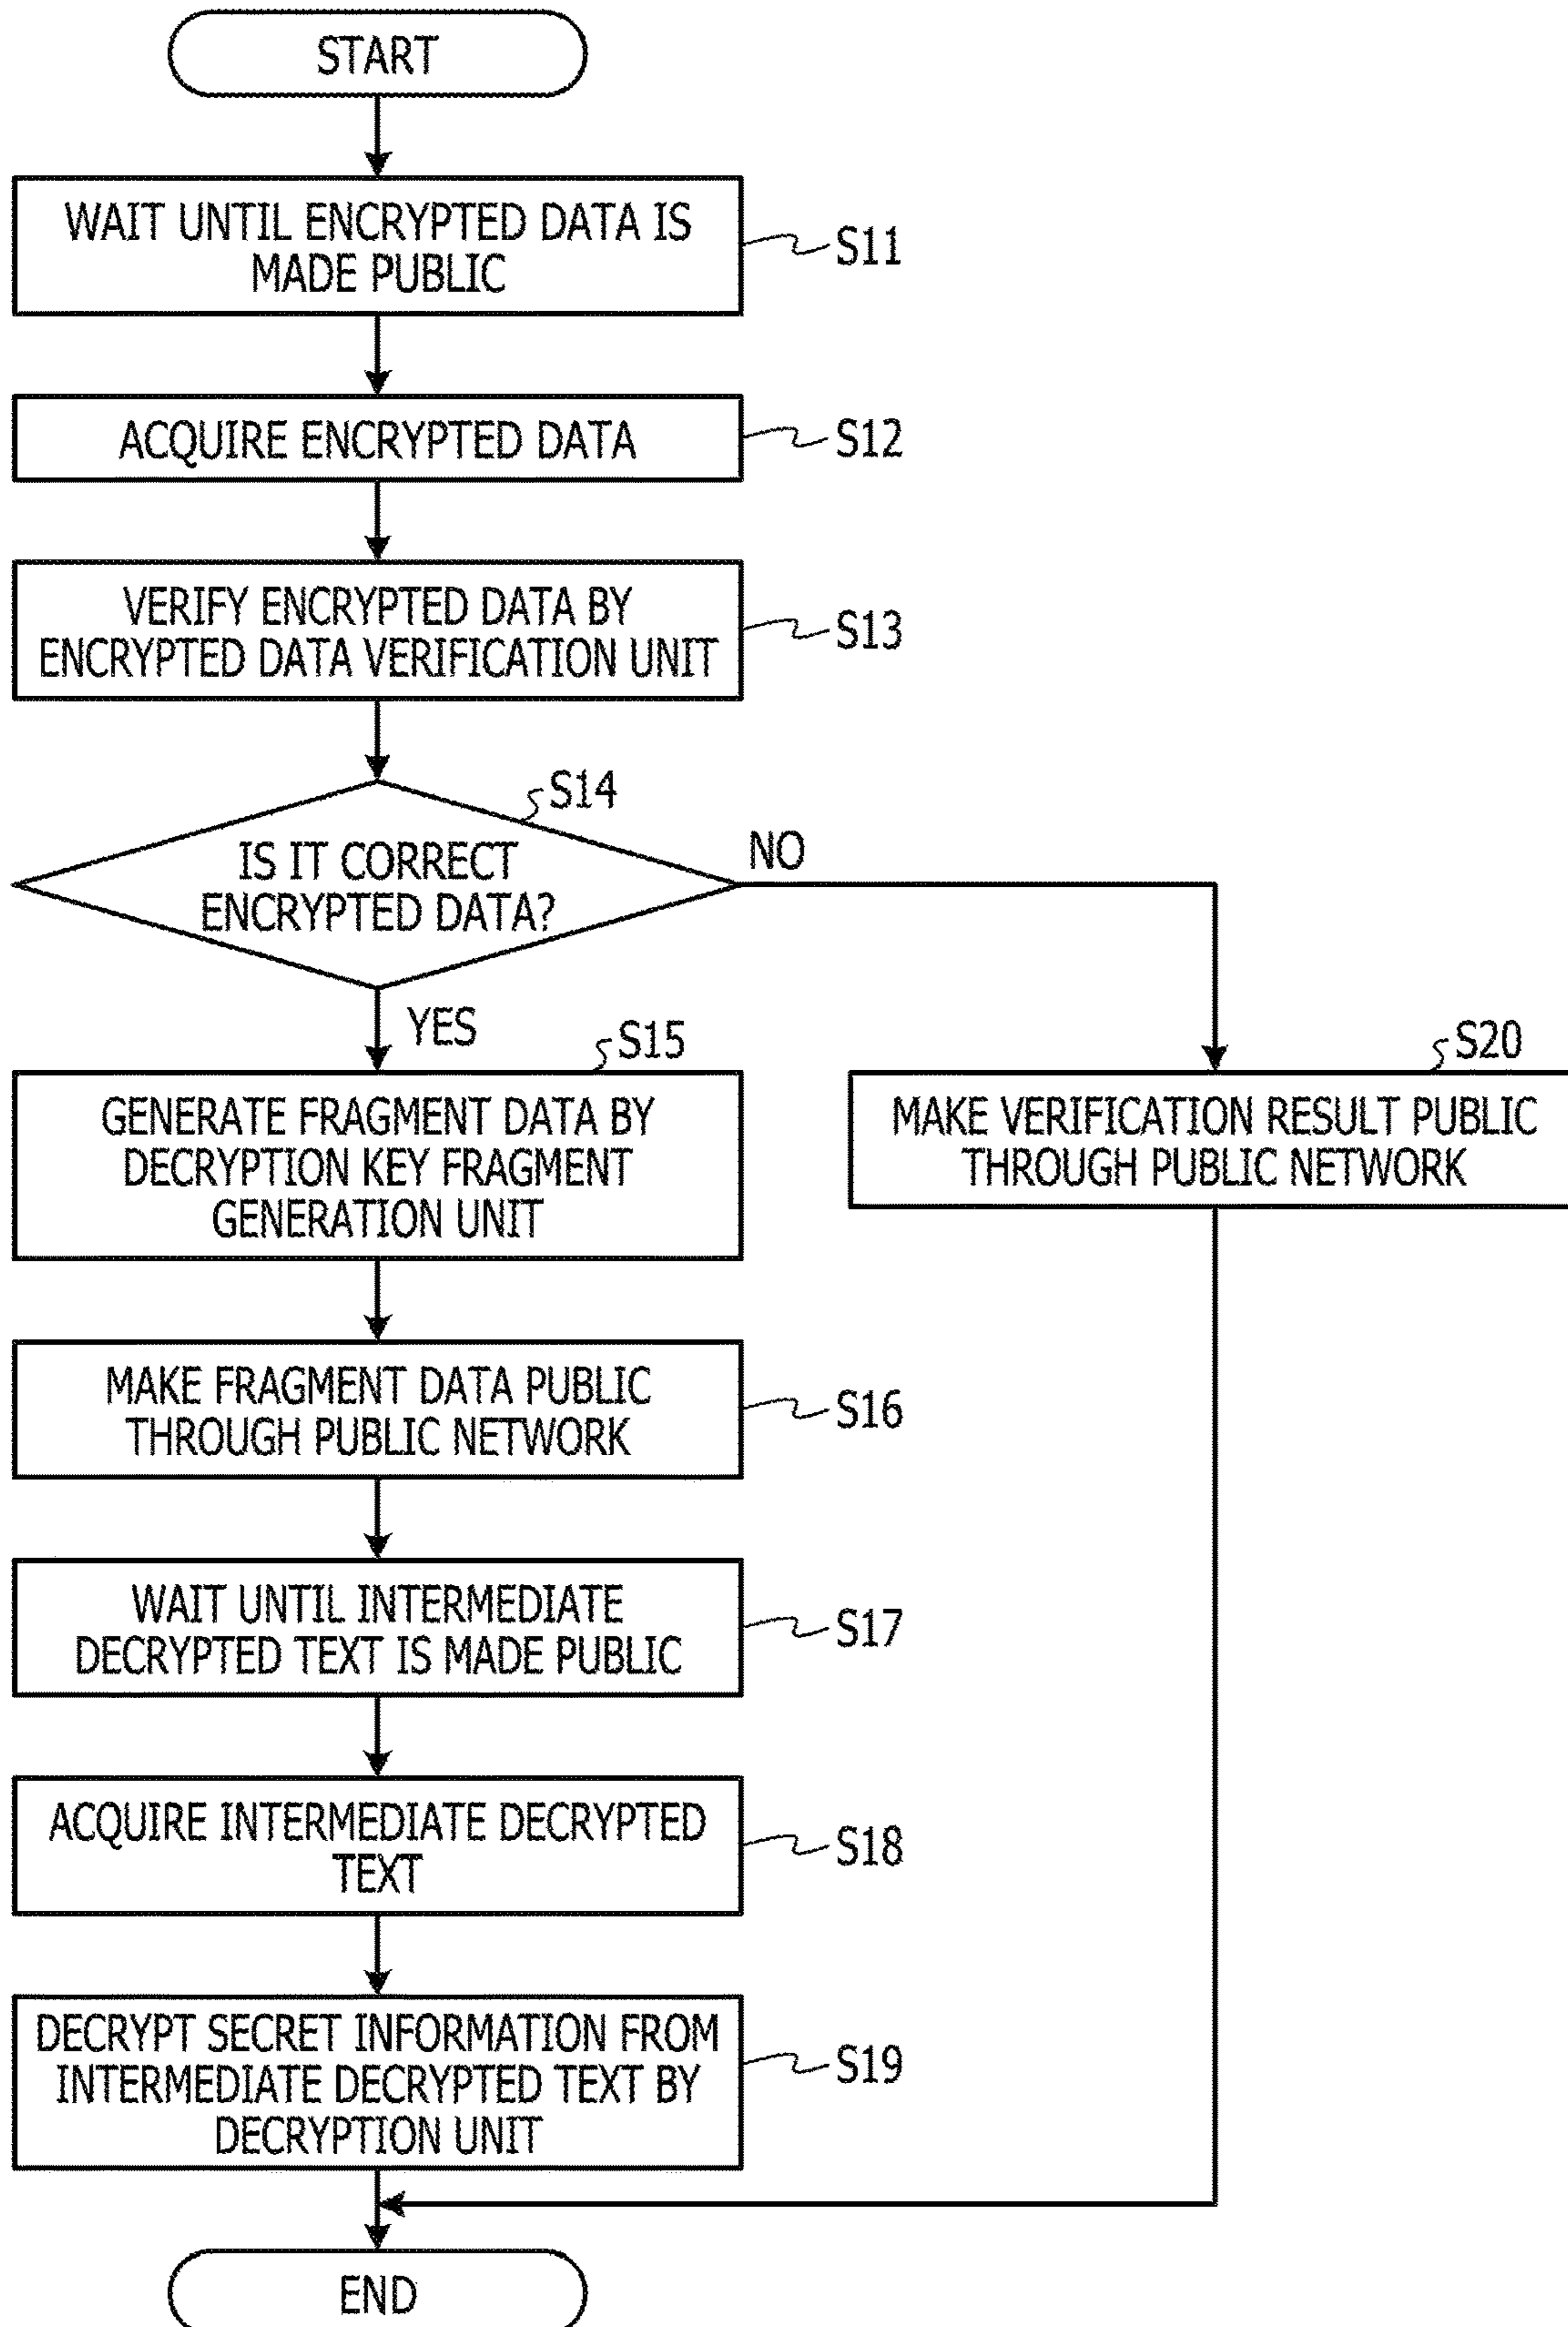 START
WAIT UNTIL ENCRYPTED DATA IS
MADE PUBLIC
S11
ACQUIRE ENCRYPTED DATA
S12
VERIFY ENCRYPTED DATA BY
ENCRYPTED DATA VERIFICATION UNIT
S13
S14
IS IT CORRECT
ENCRYPTED DATA?
NO
YES
S15
GENERATE FRAGMENT DATA BY
DECRYPTION KEY FRAGMENT
GENERATION UNIT
S20
MAKE VERIFICATION RESULT PUBLIC
THROUGH PUBLIC NETWORK
MAKE FRAGMENT DATA PUBLIC
THROUGH PUBLIC NETWORK
S16
WAIT UNTIL INTERMEDIATE
DECRYPTED TEXT IS MADE PUBLIC
S17
ACQUIRE INTERMEDIATE DECRYPTED
TEXT
S18
DECRYPT SECRET INFORMATION FROM
INTERMEDIATE DECRYPTED TEXT BY
DECRYPTION UNIT
S19
END